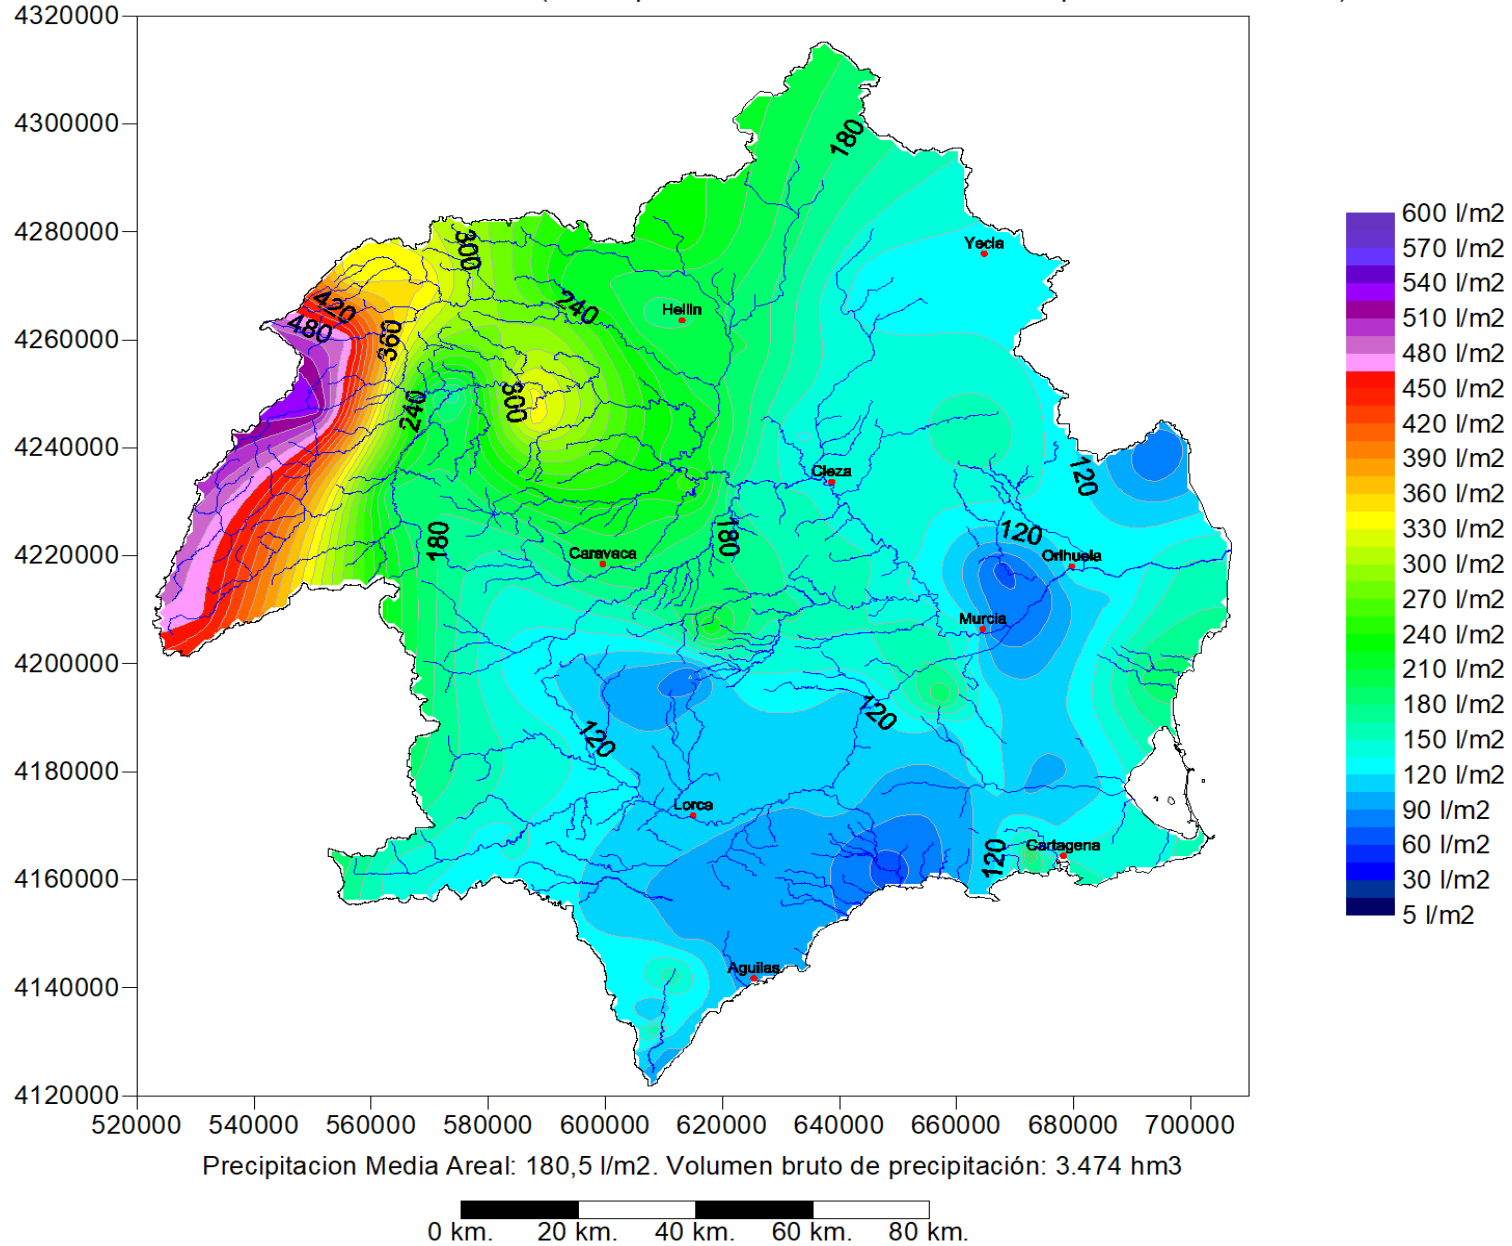 4320000
4300000
4280000
4260000
4240000
4220000
4200000
4180000
4160000
4140000
4120000
520000 540000 560000 580000 600000 620000 640000 660000 680000 700000
180
300
Yecla
420
480
360
240
Hellin
240
300
Cieza
120
180
180
120
Caravaca
Orihuela
Murcia
120
120
Lorca
120
Cartagena
Aguilas
600 l/m2
570 l/m2
540 l/m2
510 l/m2
480 l/m2
450 l/m2
420 l/m2
390 l/m2
360 l/m2
330 l/m2
300 l/m2
270 l/m2
240 l/m2
210 l/m2
180 l/m2
150 l/m2
120 l/m2
90 l/m2
60 l/m2
30 l/m2
5 l/m2
Precipitacion Media Areal: 180,5 l/m2. Volumen bruto de precipitación: 3.474 hm3
0 km. 20 km. 40 km. 60 km. 80 km.